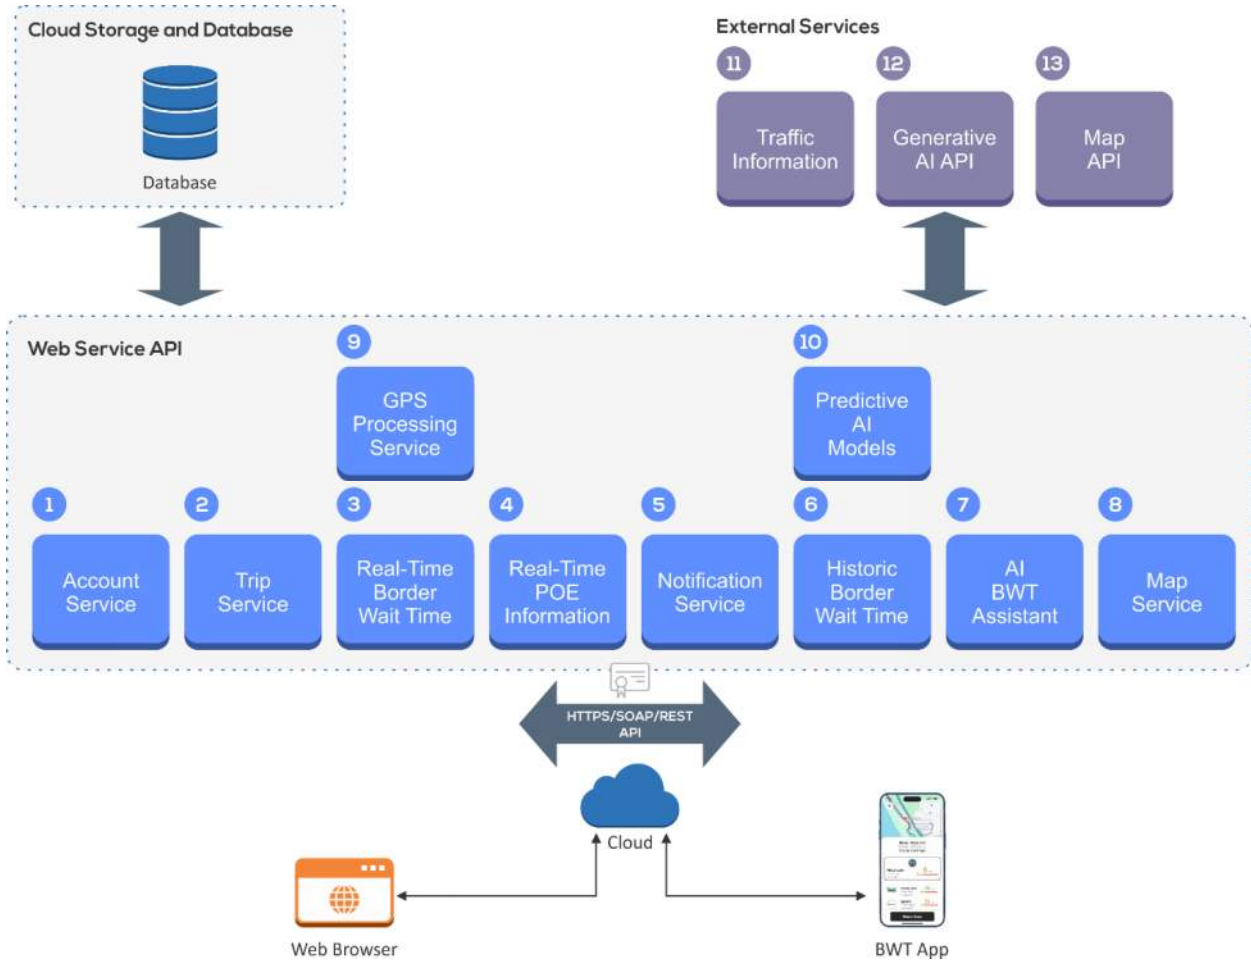 Cloud Storage and Database
Database
External Services
11
Traffic
Information
12
Generative
AI API
13
Map
API
Web Service API
9
GPS
Processing
Service
10
Predictive
AI
Models
1
Account
Service
2
Trip
Service
3
Real-Time
Border
Wait Time
4
Real-Time
POE
Information
5
Notification
Service
6
Historic
Border
Wait Time
7
AI
BWT
Assistant
8
Map
Service
HTTPS/SOAP/REST
API
Cloud
Web Browser
BWT App